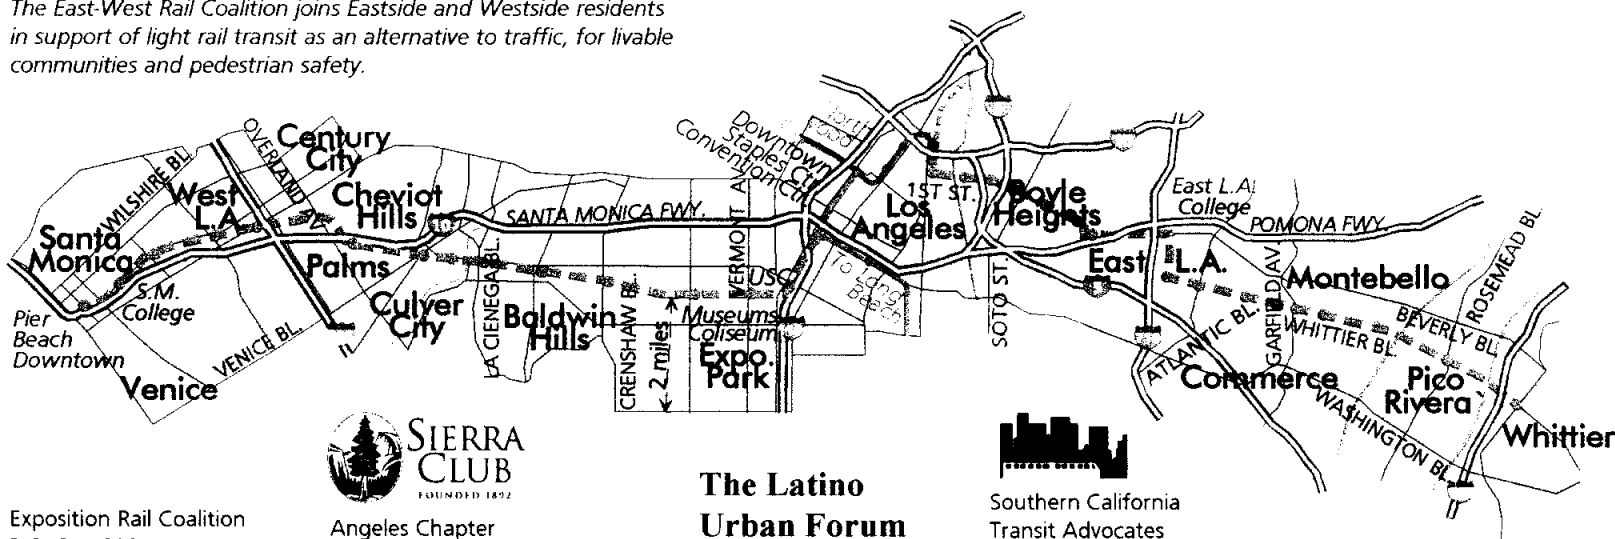 The East-West Rail Coalition joins Eastside and Westside residents
in support of light rail transit as an alternative to traffic, for livable
communities and pedestrian safety.
OVERLAND AV.
Century
City
WILSHIRE BL.
West
L.A.
Cheviot
Hills
Santa
Monica
10
SANTA MONICA FWY.
Palms
S.M.
College
Pier
Beach
Downtown
VENICE BL.
Venice
Culver
City
LA CIENEGA BL.
Baldwin
Hills
CRENSHAW BL.
2 miles
VERMONT AV.
USC
Museums
Coliseum
Expo.
Park
Downtown
Staples Ctr.
Convention Ctr.
To Long
Beach
1ST ST.
Los
Angeles
Boyle
Heights
SOTO ST.
East L.A.
College
POMONA FWY.
East L.A.
Montebello
ROSEMEAD BL.
GARFIELD AV.
ATLANTIC BL.
WHITTIER BL.
BEVERLY BL.
Commerce
WASHINGTON BL.
Pico
Rivera
Whittier
SIERRA
CLUB
FOUNDED 1892
Angeles Chapter
Exposition Rail Coalition
The Latino
Urban Forum
Southern California
Transit Advocates